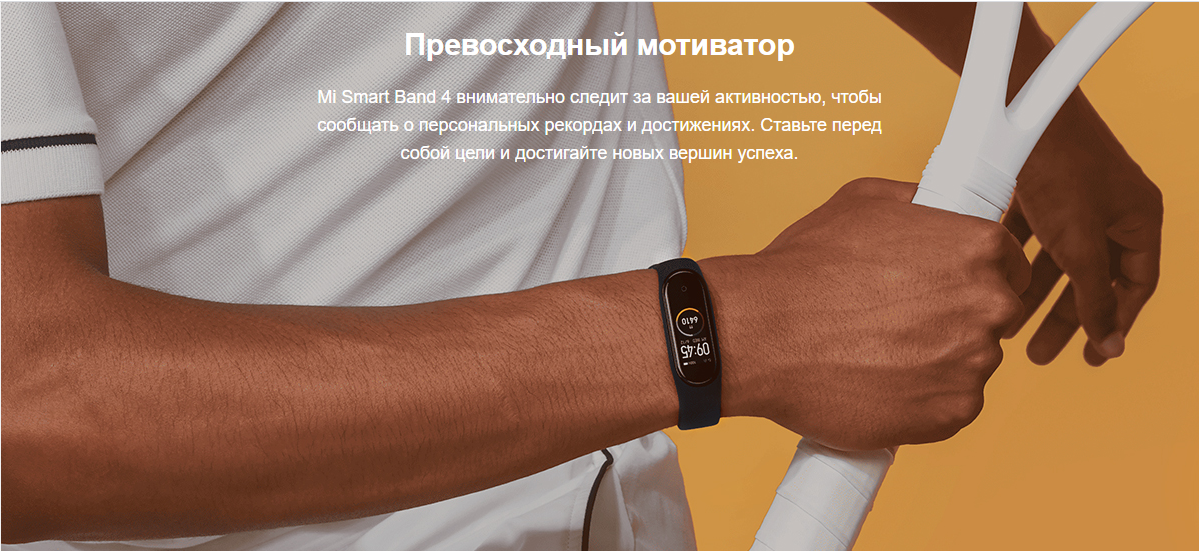 Превосходный мотиватор
Mi Smart Band 4 внимательно следит за вашей активностью, чтобы
сообщать о персональных рекордах и достижениях. Ставьте перед
собой цели и достигайте новых вершин успеха.
6410
09:45